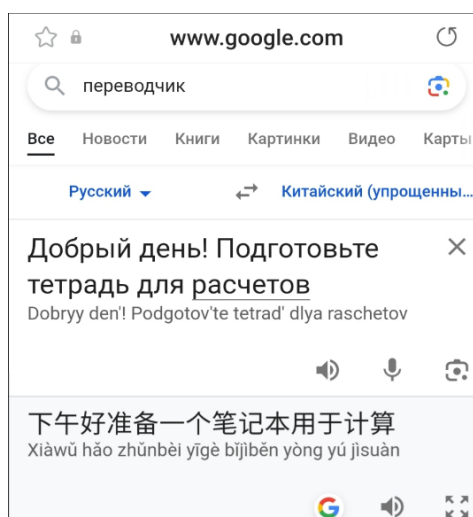 www.google.com
переводчик
Все Новости Книги Картинки Видео Карты
Русский Китайский (упрощенны...
Добрый день! Подготовьте
тетрадь для расчетов
Dobryy den'! Podgotov'te tetrad' dlya raschetov
下午好准备一个笔记本用于计算
Xiàwǔ hǎo zhǔnbèi yīgè bǐjìběn yòng yú jìsuàn